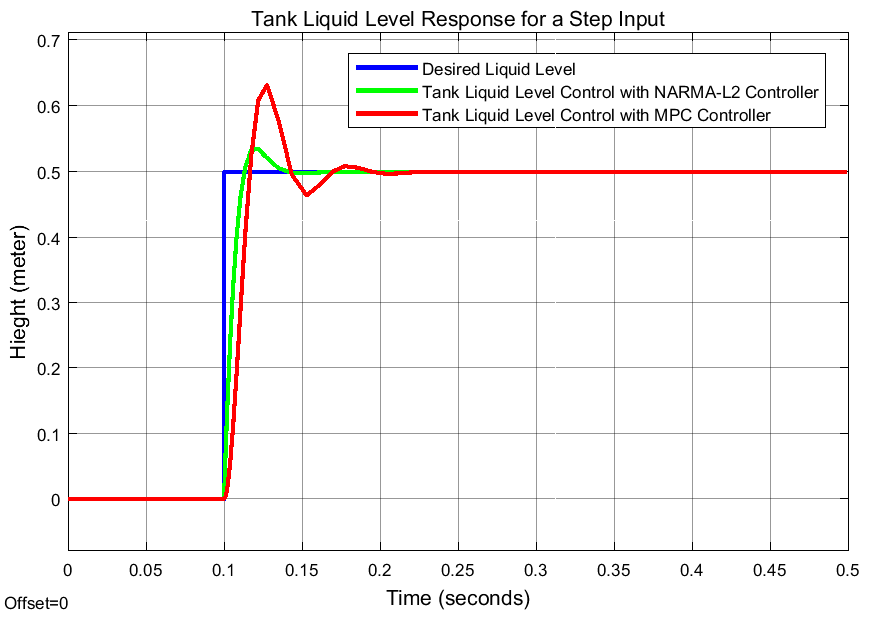 Tank Liquid Level Response for a Step Input
0.7
0.6
0.5
0.4
0.3
0.2
0.1
0
Hieght (meter)
Desired Liquid Level
Tank Liquid Level Control with NARMA-L2 Controller
Tank Liquid Level Control with MPC Controller
0 0.05 0.1 0.15 0.2 0.25 0.3 0.35 0.4 0.45 0.5
Time (seconds)
Offset=0